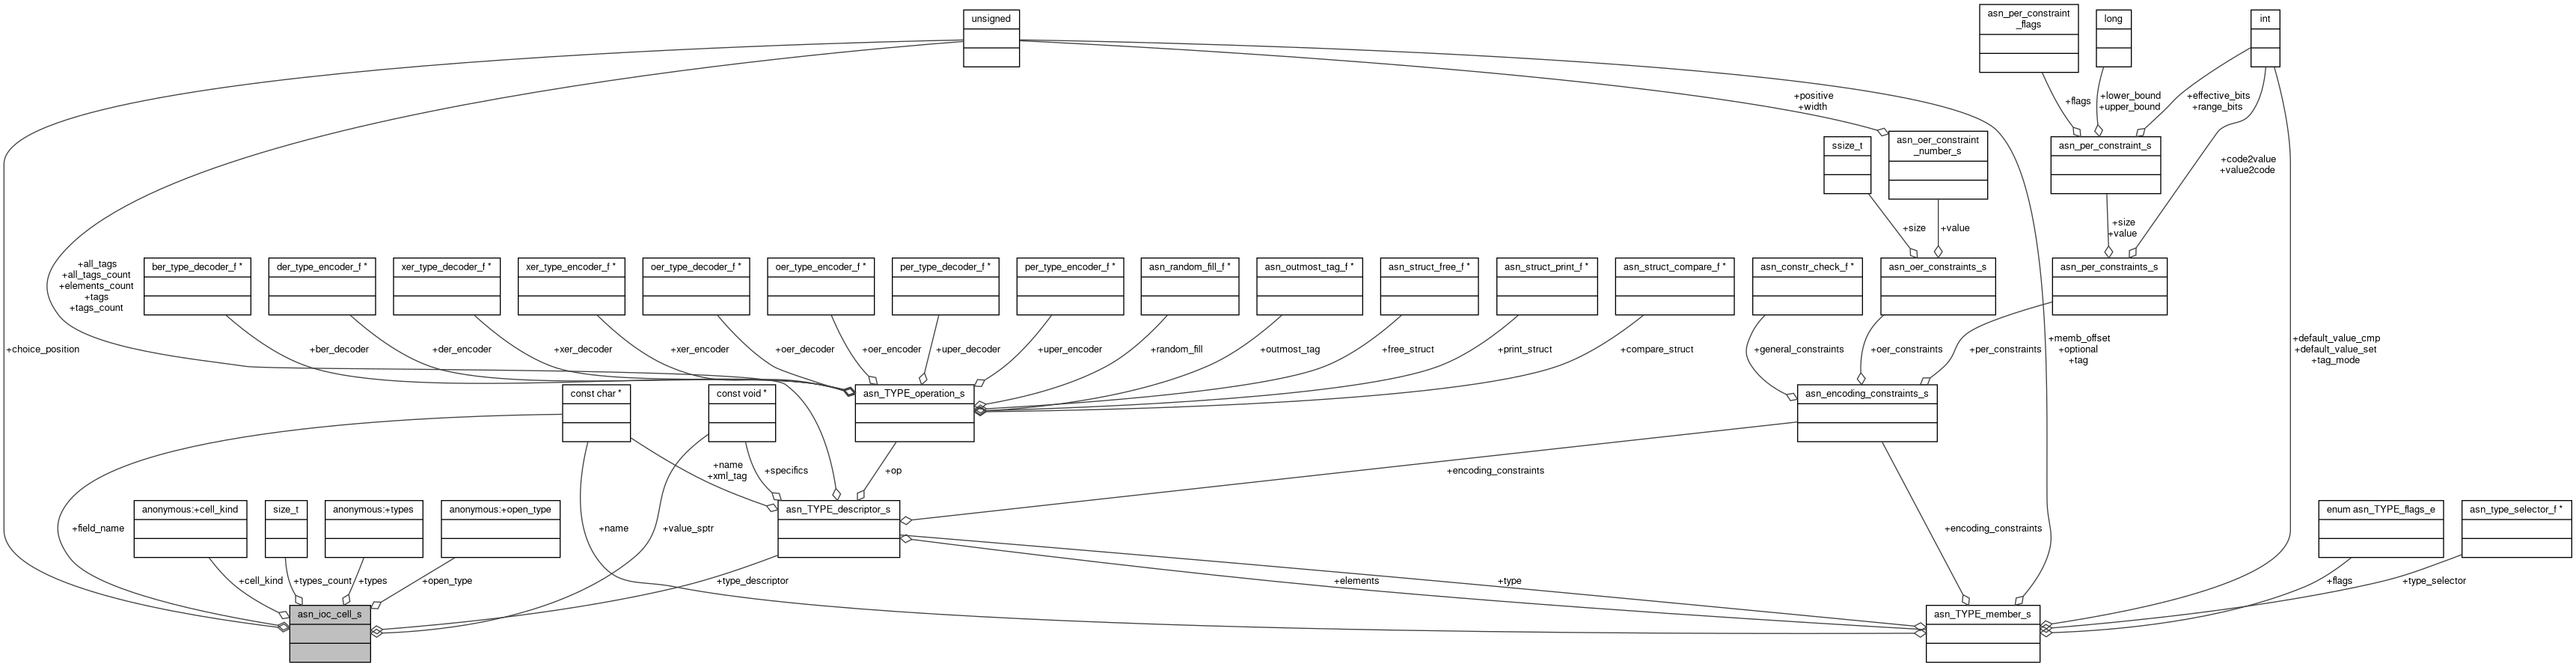 unsigned
asn_per_constraint
_flags
long
int
+positive
+width
+flags
+lower_bound
+upper_bound
+effective_bits
+range_bits
ssize_t
asn_oer_constraint
_number_s
asn_per_constraint_s
+code2value
+value2code
+size
+value
+size
+value
+all_tags
+all_tags_count
+elements_count
+tags
+tags_count
ber_type_decoder_f *
der_type_encoder_f *
xer_type_decoder_f *
xer_type_encoder_f *
oer_type_decoder_f *
oer_type_encoder_f *
per_type_decoder_f *
per_type_encoder_f *
asn_random_fill_f *
asn_outmost_tag_f *
asn_struct_free_f *
asn_struct_print_f *
asn_struct_compare_f *
asn_constr_check_f *
asn_oer_constraints_s
asn_per_constraints_s
+choice_position
+ber_decoder
+der_encoder
+xer_decoder
+xer_encoder
+oer_decoder
+oer_encoder
+uper_decoder
+uper_encoder
+random_fill
+outmost_tag
+free_struct
+print_struct
+compare_struct
+general_constraints
+oer_constraints
+per_constraints
+memb_offset
+optional
+tag
+default_value_cmp
+default_value_set
+tag_mode
const char *
const void *
asn_TYPE_operation_s
asn_encoding_constraints_s
+name
+xml_tag
+specifics
+op
+encoding_constraints
anonymous:+cell_kind
size_t
anonymous:+types
anonymous:+open_type
asn_TYPE_descriptor_s
enum asn_TYPE_flags_e
asn_type_selector_f *
+field_name
+name
+value_sptr
+encoding_constraints
+cell_kind
+types_count
+types
+open_type
+type_descriptor
+elements
+type
+flags
+type_selector
asn_ioc_cell_s
asn_TYPE_member_s